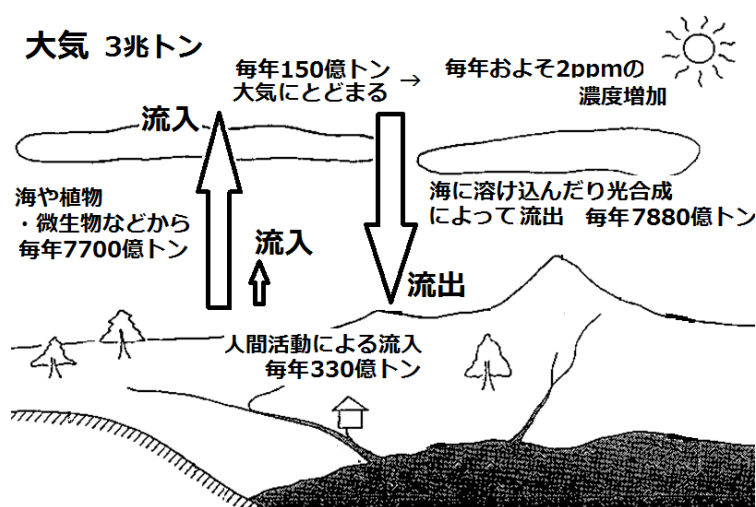 大気 3兆トン
毎年150億トン → 毎年およそ2ppmの
大気にとどまる 濃度増加
流入
海や植物
・微生物などから
毎年7700億トン
流入
海に溶け込んだり光合成
によって流出 毎年7880億トン
流出
人間活動による流入
毎年330億トン